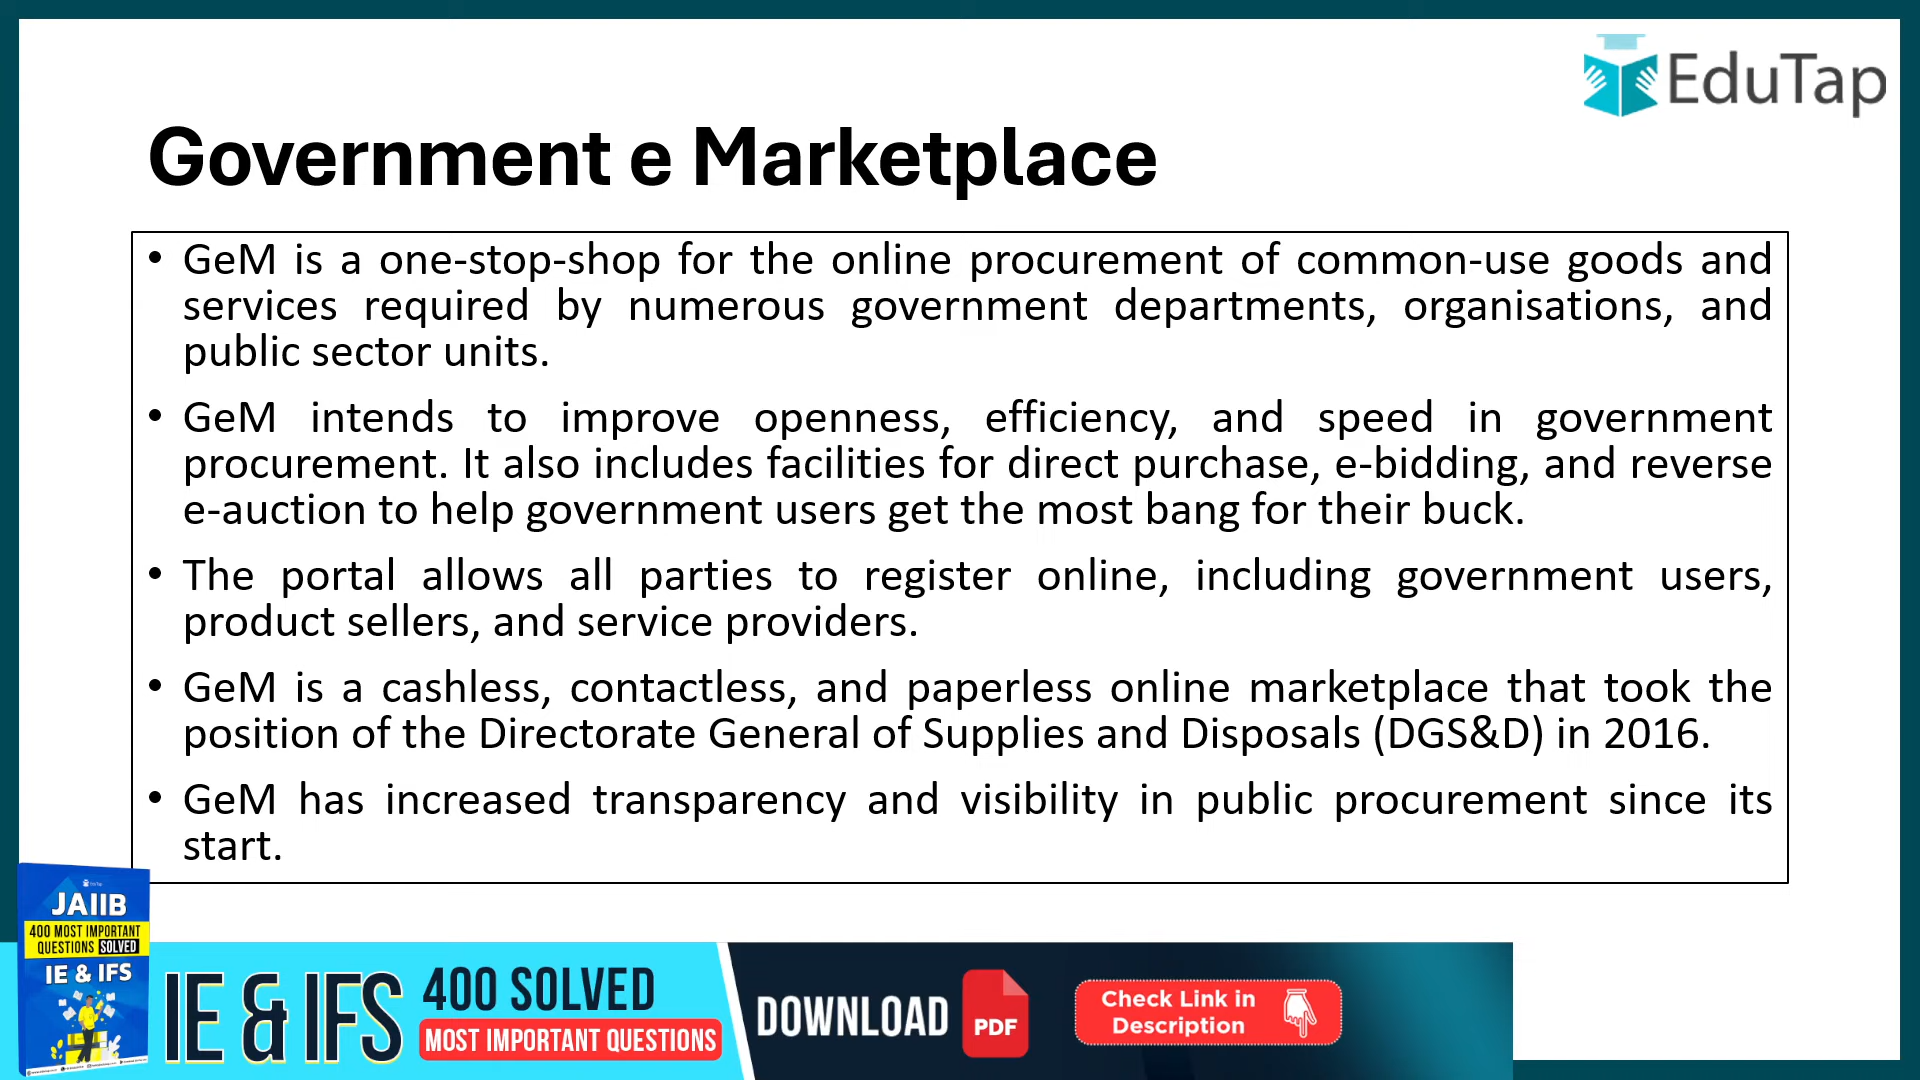 EduTap
Government e Marketplace
• GeM is a one-stop-shop for the online procurement of common-use goods and
services required by numerous government departments, organisations, and
public sector units.
• GeM intends to improve openness, efficiency, and speed in government
procurement. It also includes facilities for direct purchase, e-bidding, and reverse
e-auction to help government users get the most bang for their buck.
• The portal allows all parties to register online, including government users,
product sellers, and service providers.
• GeM is a cashless, contactless, and paperless online marketplace that took the
position of the Directorate General of Supplies and Disposals (DGS&D) in 2016.
• GeM has increased transparency and visibility in public procurement since its
start.
JAIIB
400 MOST IMPORTANT
QUESTIONS SOLVED
IE & IFS
IE & IFS
400 SOLVED
MOST IMPORTANT QUESTIONS
DOWNLOAD
PDF
Check Link in
Description